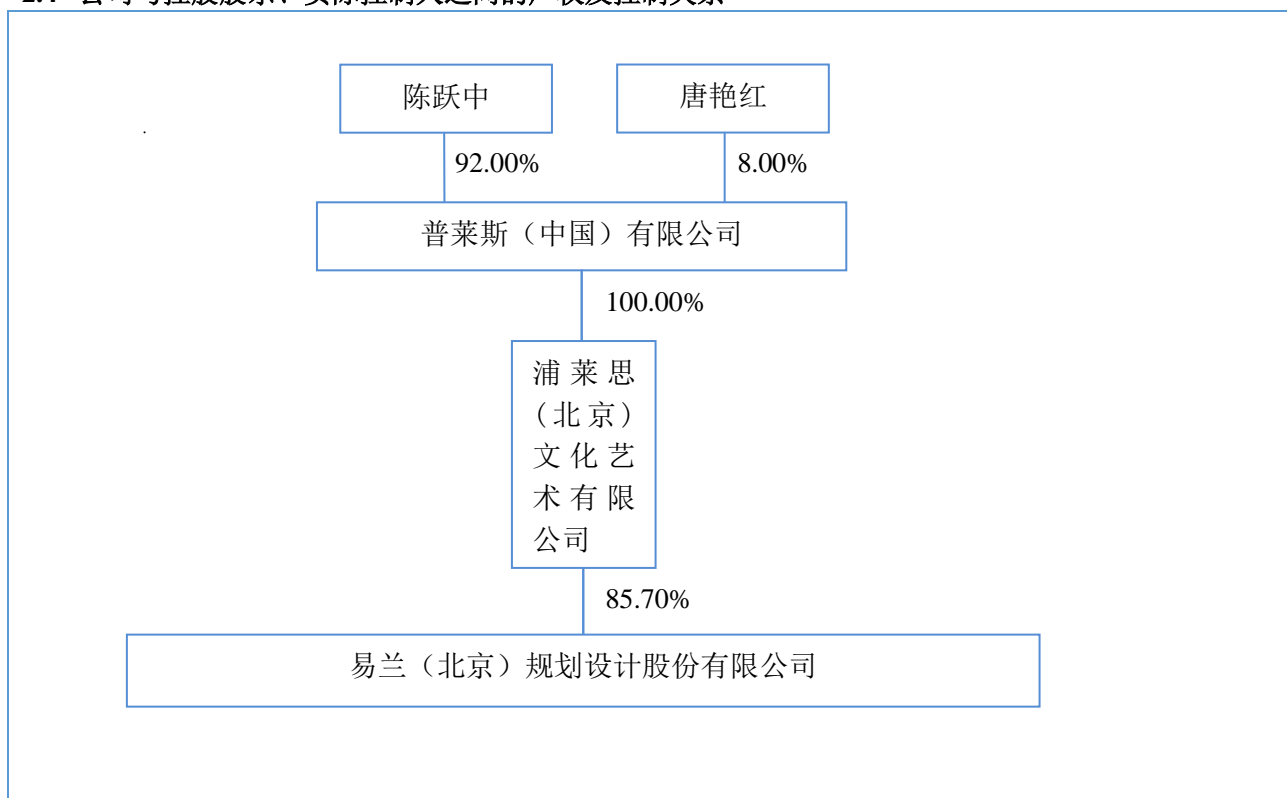 陈跃中
唐艳红
92.00%
8.00%
普莱斯（中国）有限公司
100.00%
浦莱思
（北京）
文化艺
术有限
公司
85.70%
易兰（北京）规划设计股份有限公司